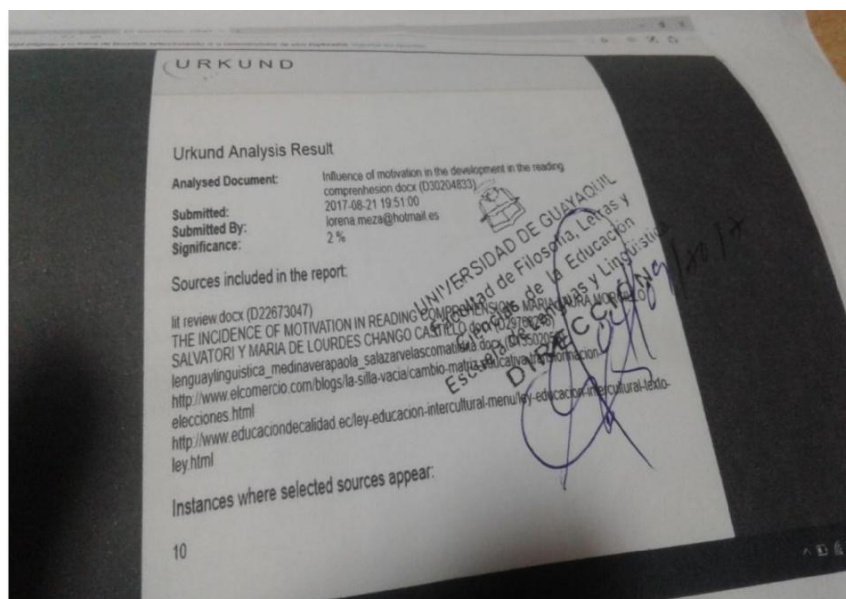 URKUND
Urkund Analysis Result
Analysed Document: Influence of motivation in the development in the reading
comprenhesion.docx (D30204833)
Submitted: 2017-08-21 19:51:00
Submitted By: lorena.meza@hotmail.es
Significance: 2 %
Sources included in the report:
lit review.docx (D22673047)
THE INCIDENCE OF MOTIVATION IN READING COMPREHENSION MARIA LAURA
SALVATORI Y MARIA DE LOURDES CHANGO CASTILLO
lenguaylinguistica_medinaverapaola_salazarvelascomat
http://www.elcomercio.com/blogs/la-silla-vacia/cambio-matriz-educativa-transformacion-
elecciones.html
http://www.educaciondecalidad.ec/ley-educacion-intercultural-menu/ley-educacion-intercultural-texto-
ley.html
Instances where selected sources appear:
10
UNIVERSIDAD DE GUAYAQUIL
Facultad de Filosofía, Letras y
Ciencias de la Educación
Escuela de Lenguas y Lingüística
DIRECCIÓN